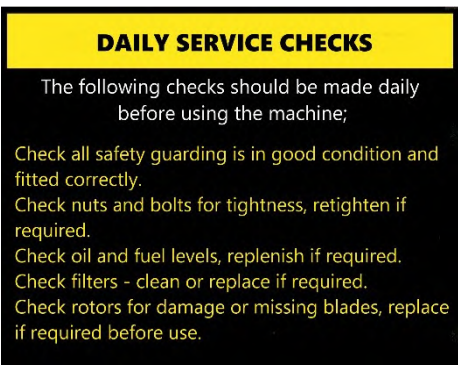 DAILY SERVICE CHECKS
The following checks should be made daily
before using the machine;
Check all safety guarding is in good condition and
fitted correctly.
Check nuts and bolts for tightness, retighten if
required.
Check oil and fuel levels, replenish if required.
Check filters - clean or replace if required.
Check rotors for damage or missing blades, replace
if required before use.